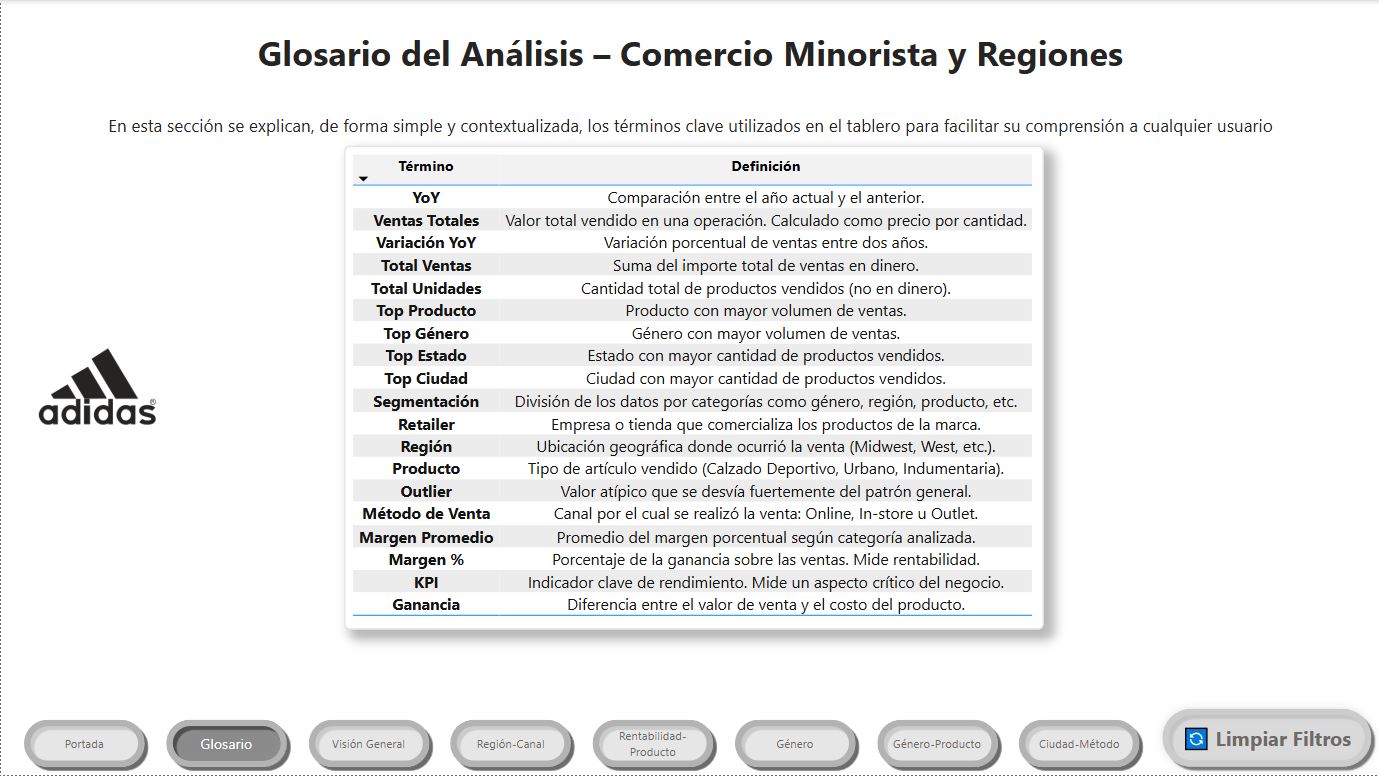 Glosario del Análisis – Comercio Minorista y Regiones
En esta sección se explican, de forma simple y contextualizada, los términos clave utilizados en el tablero para facilitar su comprensión a cualquier usuario
Término Definición
YoY Comparación entre el año actual y el anterior.
Ventas Totales Valor total vendido en una operación. Calculado como precio por cantidad.
Variación YoY Variación porcentual de ventas entre dos años.
Total Ventas Suma del importe total de ventas en dinero.
Total Unidades Cantidad total de productos vendidos (no en dinero).
Top Producto Producto con mayor volumen de ventas.
Top Género Género con mayor volumen de ventas.
Top Estado Estado con mayor cantidad de productos vendidos.
Top Ciudad Ciudad con mayor cantidad de productos vendidos.
Segmentación División de los datos por categorías como género, región, producto, etc.
Retailer Empresa o tienda que comercializa los productos de la marca.
Región Ubicación geográfica donde ocurrió la venta (Midwest, West, etc.).
Producto Tipo de artículo vendido (Calzado Deportivo, Urbano, Indumentaria).
Outlier Valor atípico que se desvía fuertemente del patrón general.
Método de Venta Canal por el cual se realizó la venta: Online, In-store u Outlet.
Margen Promedio Promedio del margen porcentual según categoría analizada.
Margen % Porcentaje de la ganancia sobre las ventas. Mide rentabilidad.
KPI Indicador clave de rendimiento. Mide un aspecto crítico del negocio.
Ganancia Diferencia entre el valor de venta y el costo del producto.
adidas®
Portada
Glosario
Visión General
Región-Canal
Rentabilidad-
Producto
Género
Género-Producto
Ciudad-Método
Limpiar Filtros